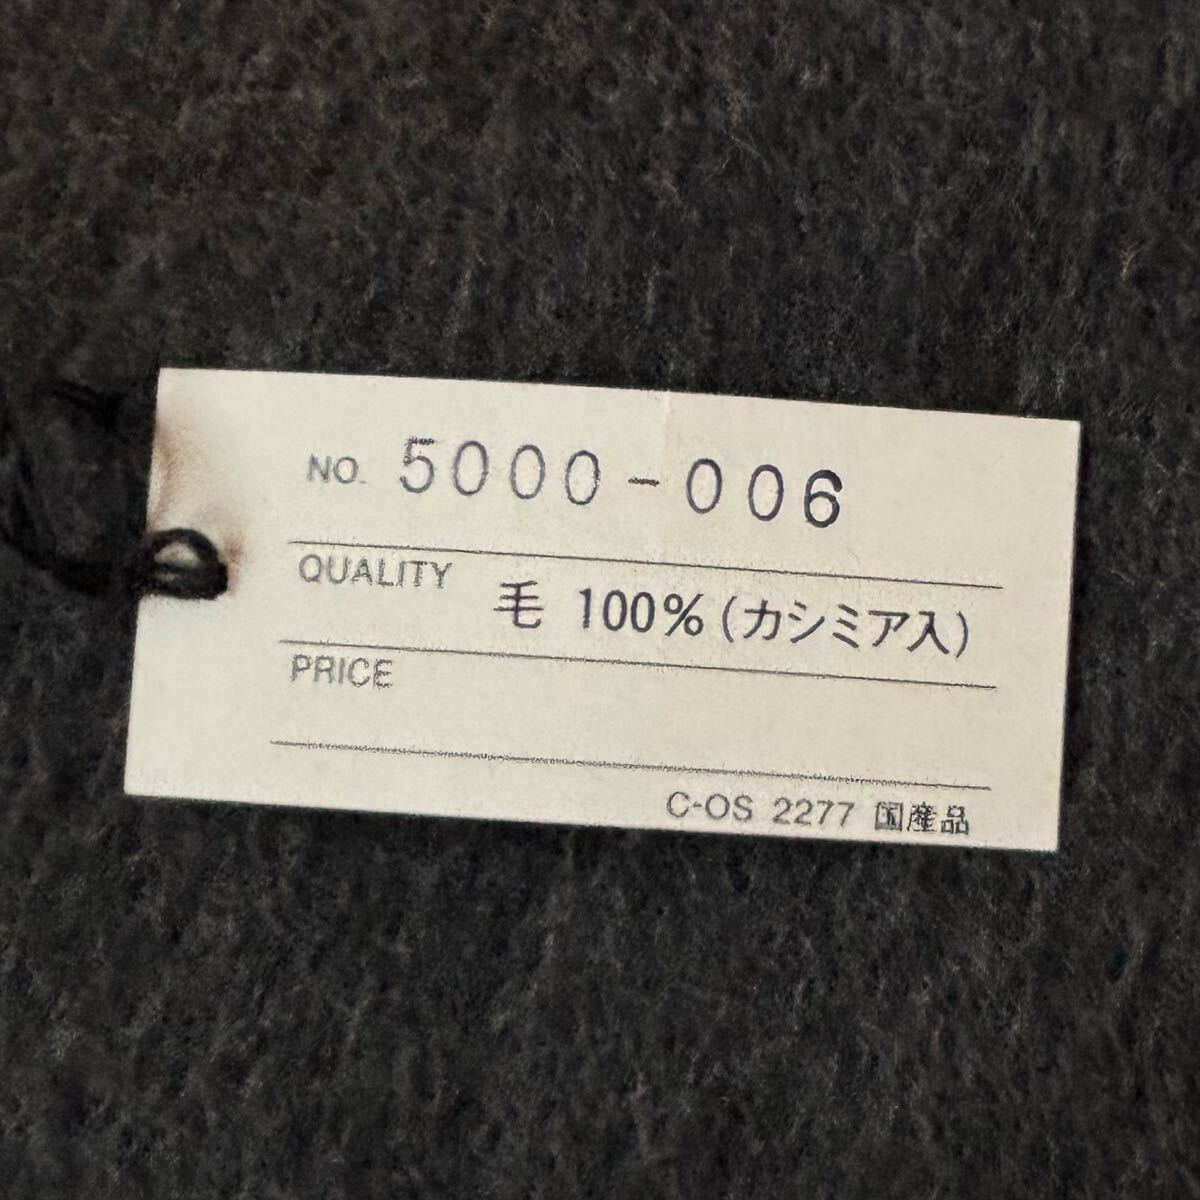 NO. 5000-006
QUALITY 毛 100% (カシミア入)
PRICE
C-OS 2277 国産品